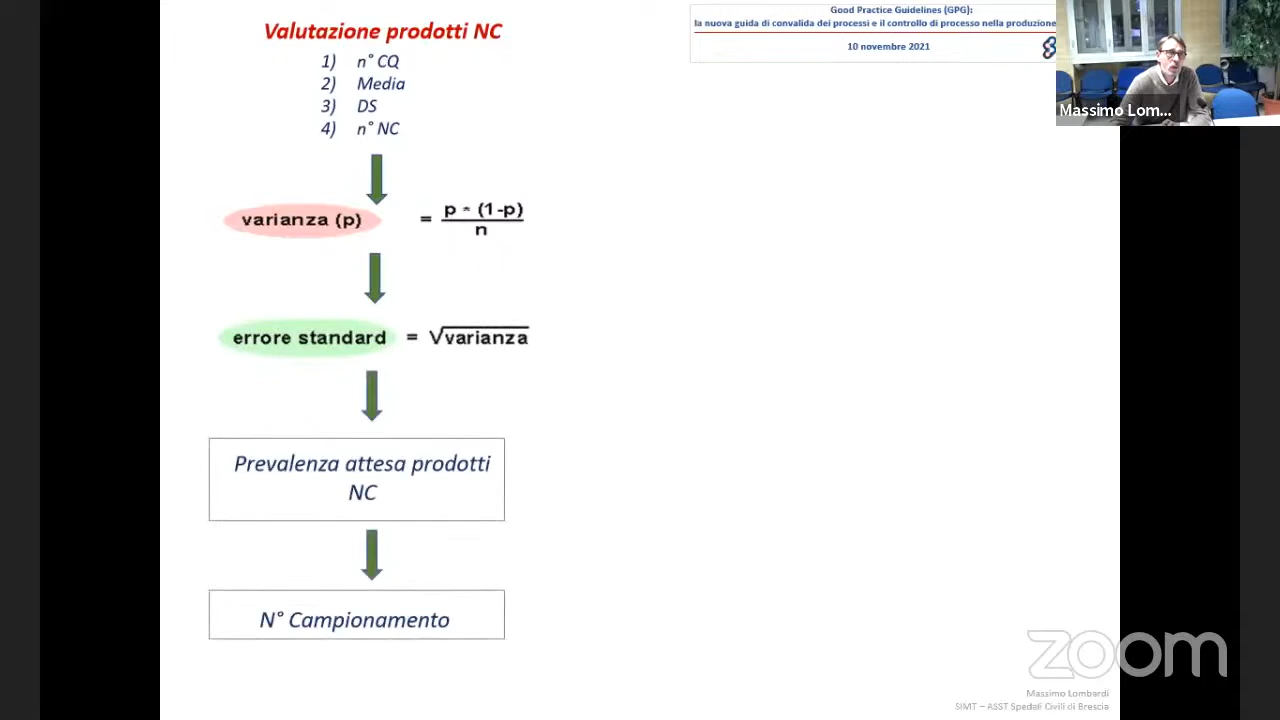 Valutazione prodotti NC
1) n° CQ
2) Media
3) DS
4) n° NC
varianza (p) = p * (1-p)
n
errore standard = √varianza
Prevalenza attesa prodotti
NC
N° Campionamento
Good Practice Guidelines (GPG):
la nuova guida di convalida dei processi e il controllo di processo nella produzione
10 novembre 2021
Massimo Lom...
zoom
Massimo Lombardi
SIMT – ASST Spedali Civili di Brescia